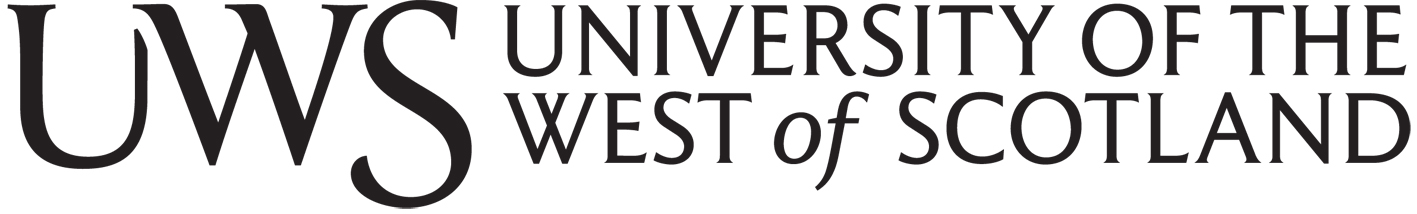 UWS
UNIVERSITY OF THE
WEST of SCOTLAND